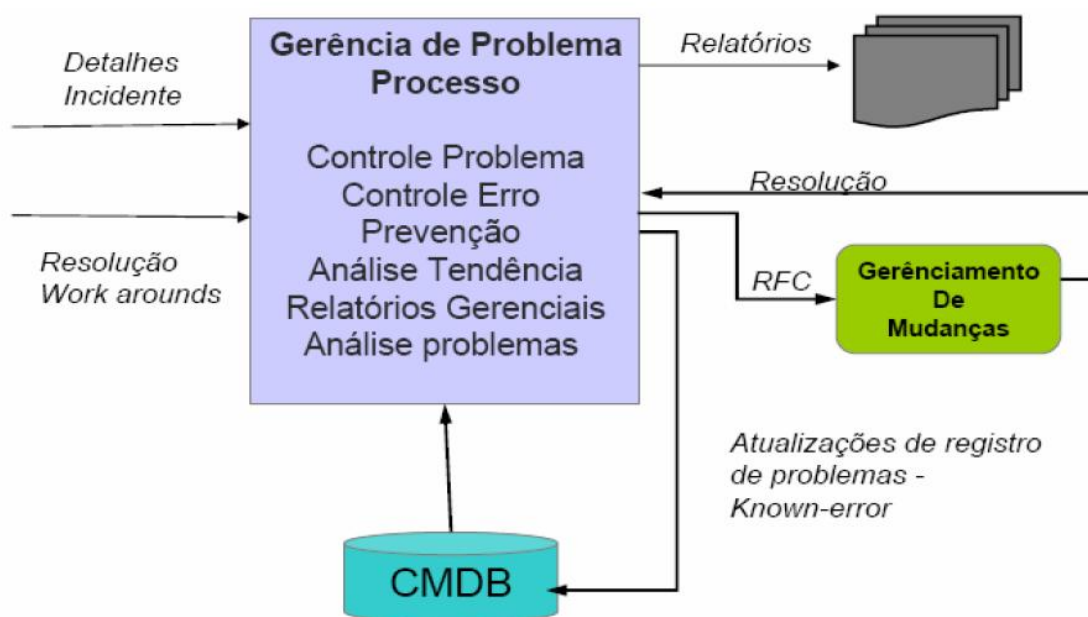 Gerência de Problema
Processo
Controle Problema
Controle Erro
Prevenção
Análise Tendência
Relatórios Gerenciais
Análise problemas
Detalhes
Incidente
Resolução
Work arounds
Relatórios
Resolução
RFC
Gerênciamento
De
Mudanças
Atualizações de registro
de problemas -
Known-error
CMDB